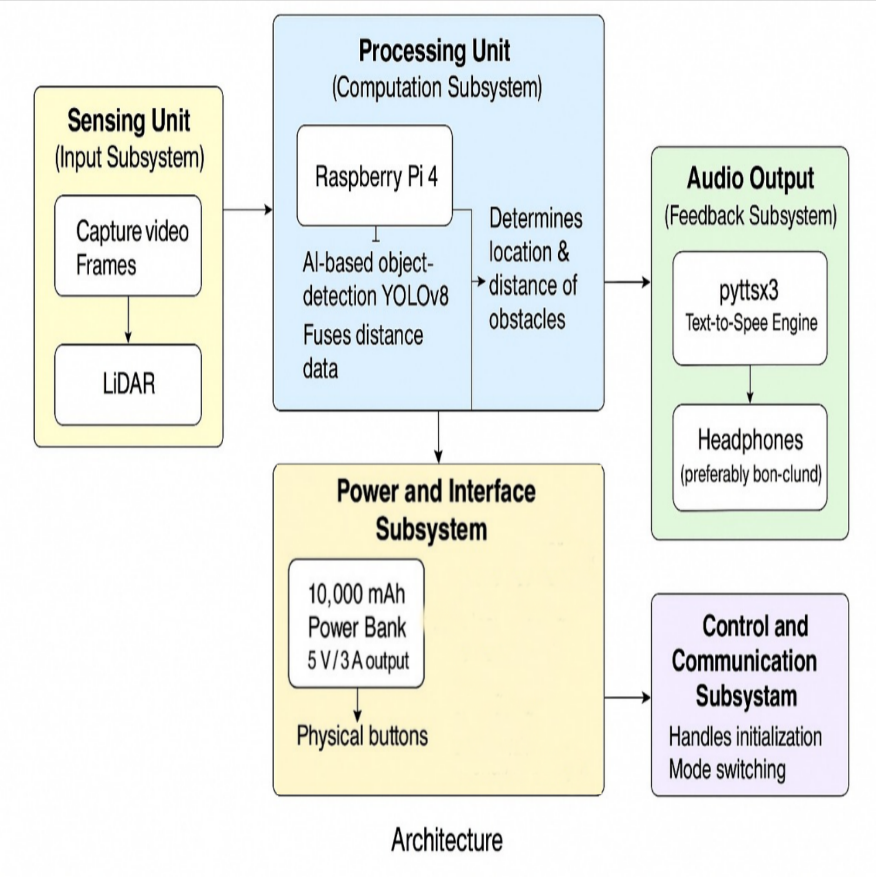 Sensing Unit
(Input Subsystem)
Capture video
Frames
LiDAR
Processing Unit
(Computation Subsystem)
Raspberry Pi 4
AI-based object-
detection YOLOv8
Fuses distance
data
Determines
location &
distance of
obstacles
Audio Output
(Feedback Subsystem)
pyttsx3
Text-to-Spee Engine
Headphones
(preferably bon-clund)
Power and Interface
Subsystem
10,000 mAh
Power Bank
5 V/3 A output
Physical buttons
Control and
Communication
Subsystam
Handles initialization
Mode switching
Architecture